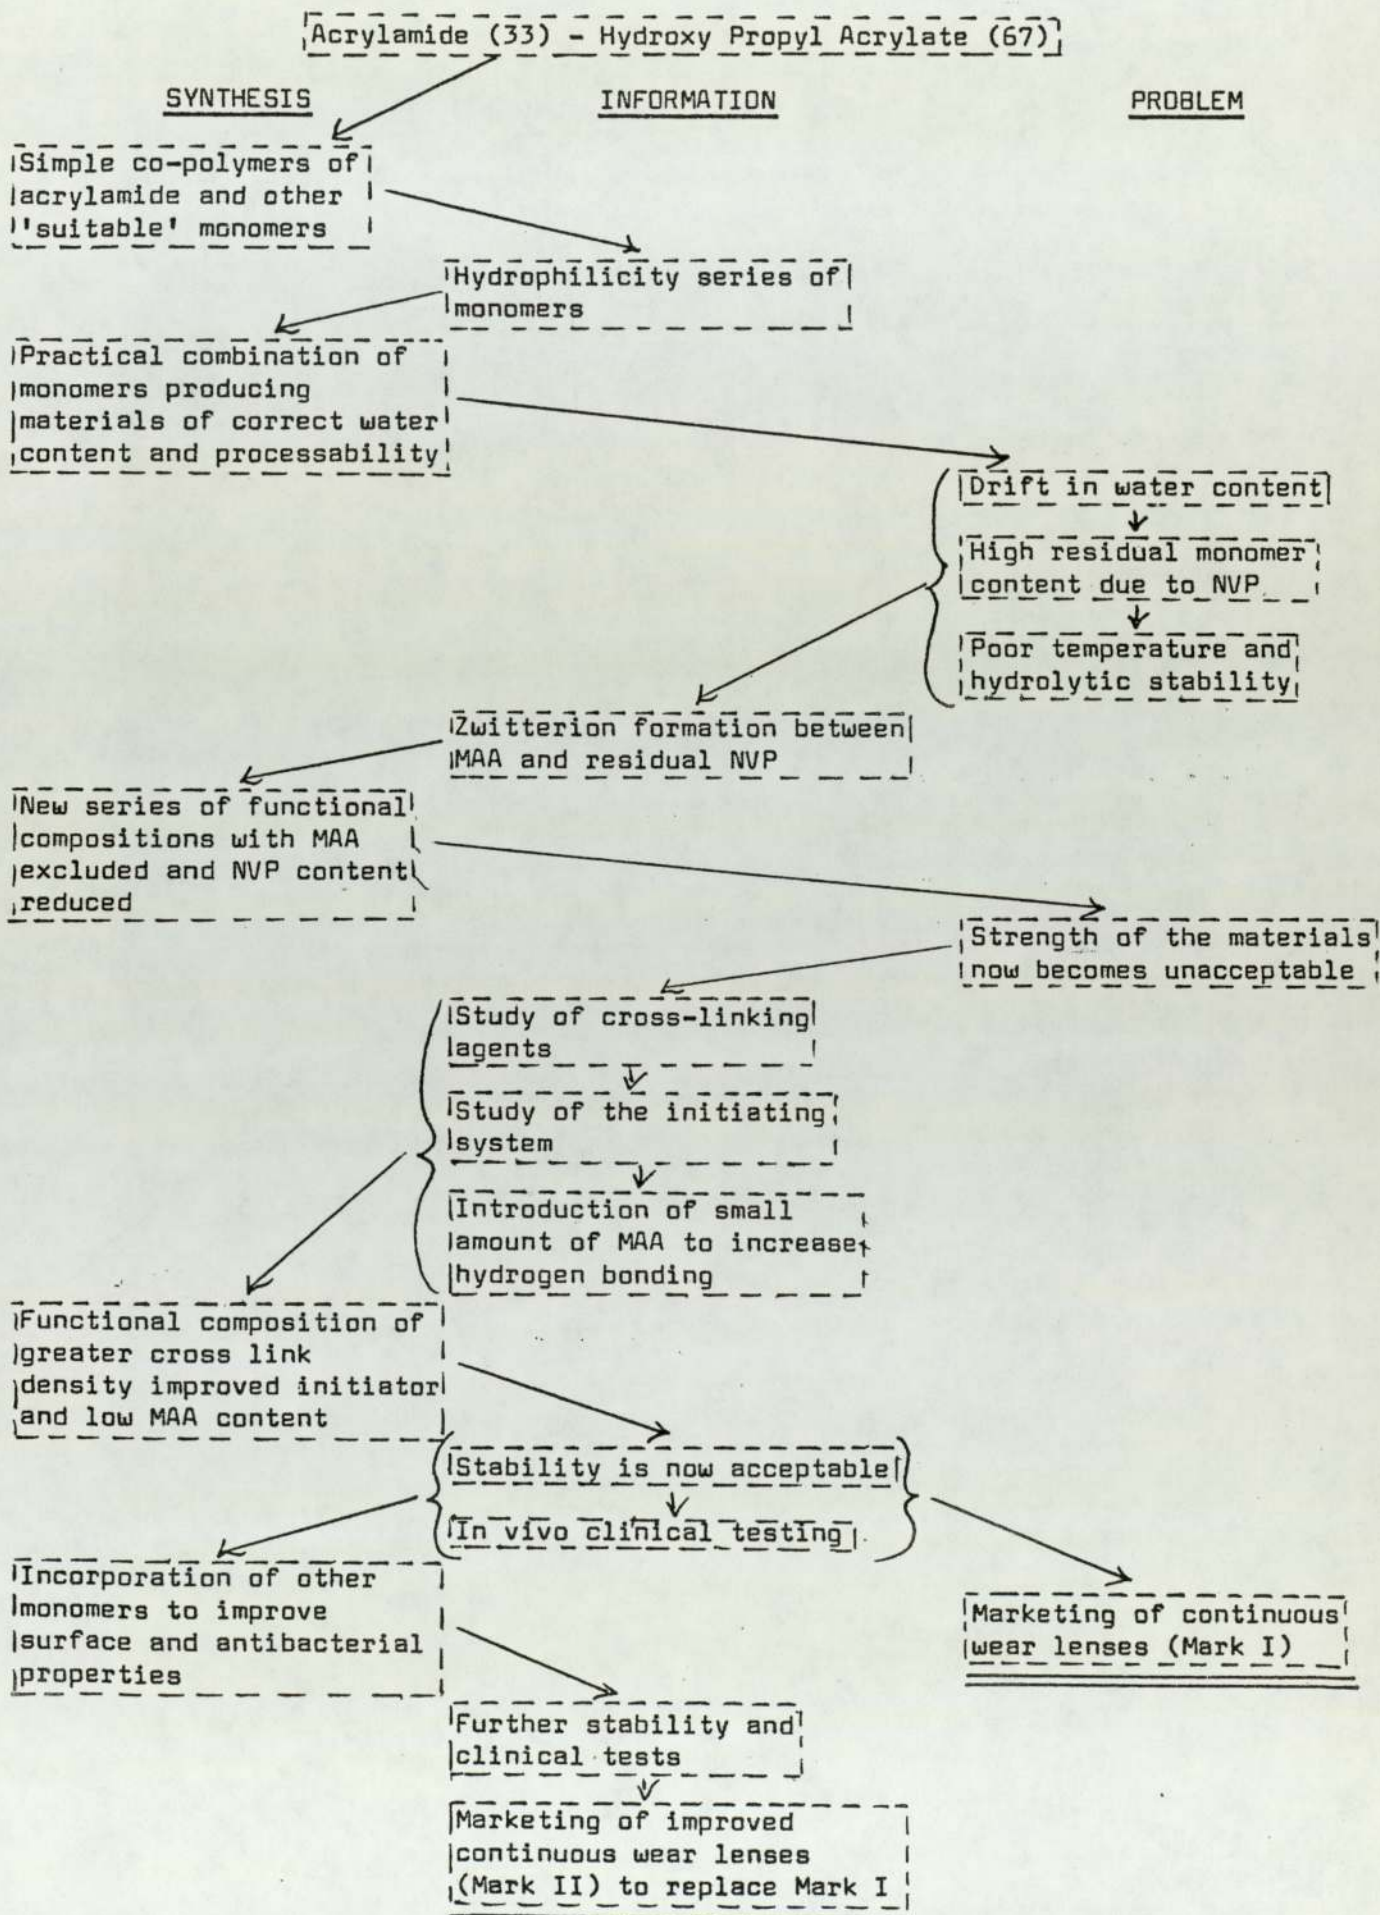 Acrylamide (33) - Hydroxy Propyl Acrylate (67)
SYNTHESIS
INFORMATION
PROBLEM
Simple co-polymers of
acrylamide and other
'suitable' monomers
Hydrophilicity series of
monomers
Practical combination of
monomers producing
materials of correct water
content and processability
Drift in water content
High residual monomer
content due to NVP
Poor temperature and
hydrolytic stability
Zwitterion formation between
MAA and residual NVP
New series of functional
compositions with MAA
excluded and NVP content
reduced
Strength of the materials
now becomes unacceptable
Study of cross-linking
agents
Study of the initiating
system
Introduction of small
amount of MAA to increase
hydrogen bonding
Functional composition of
greater cross link
density improved initiator
and low MAA content
Stability is now acceptable
In vivo clinical testing
Incorporation of other
monomers to improve
surface and antibacterial
properties
Marketing of continuous
wear lenses (Mark I)
Further stability and
clinical tests
Marketing of improved
continuous wear lenses
(Mark II) to replace Mark I